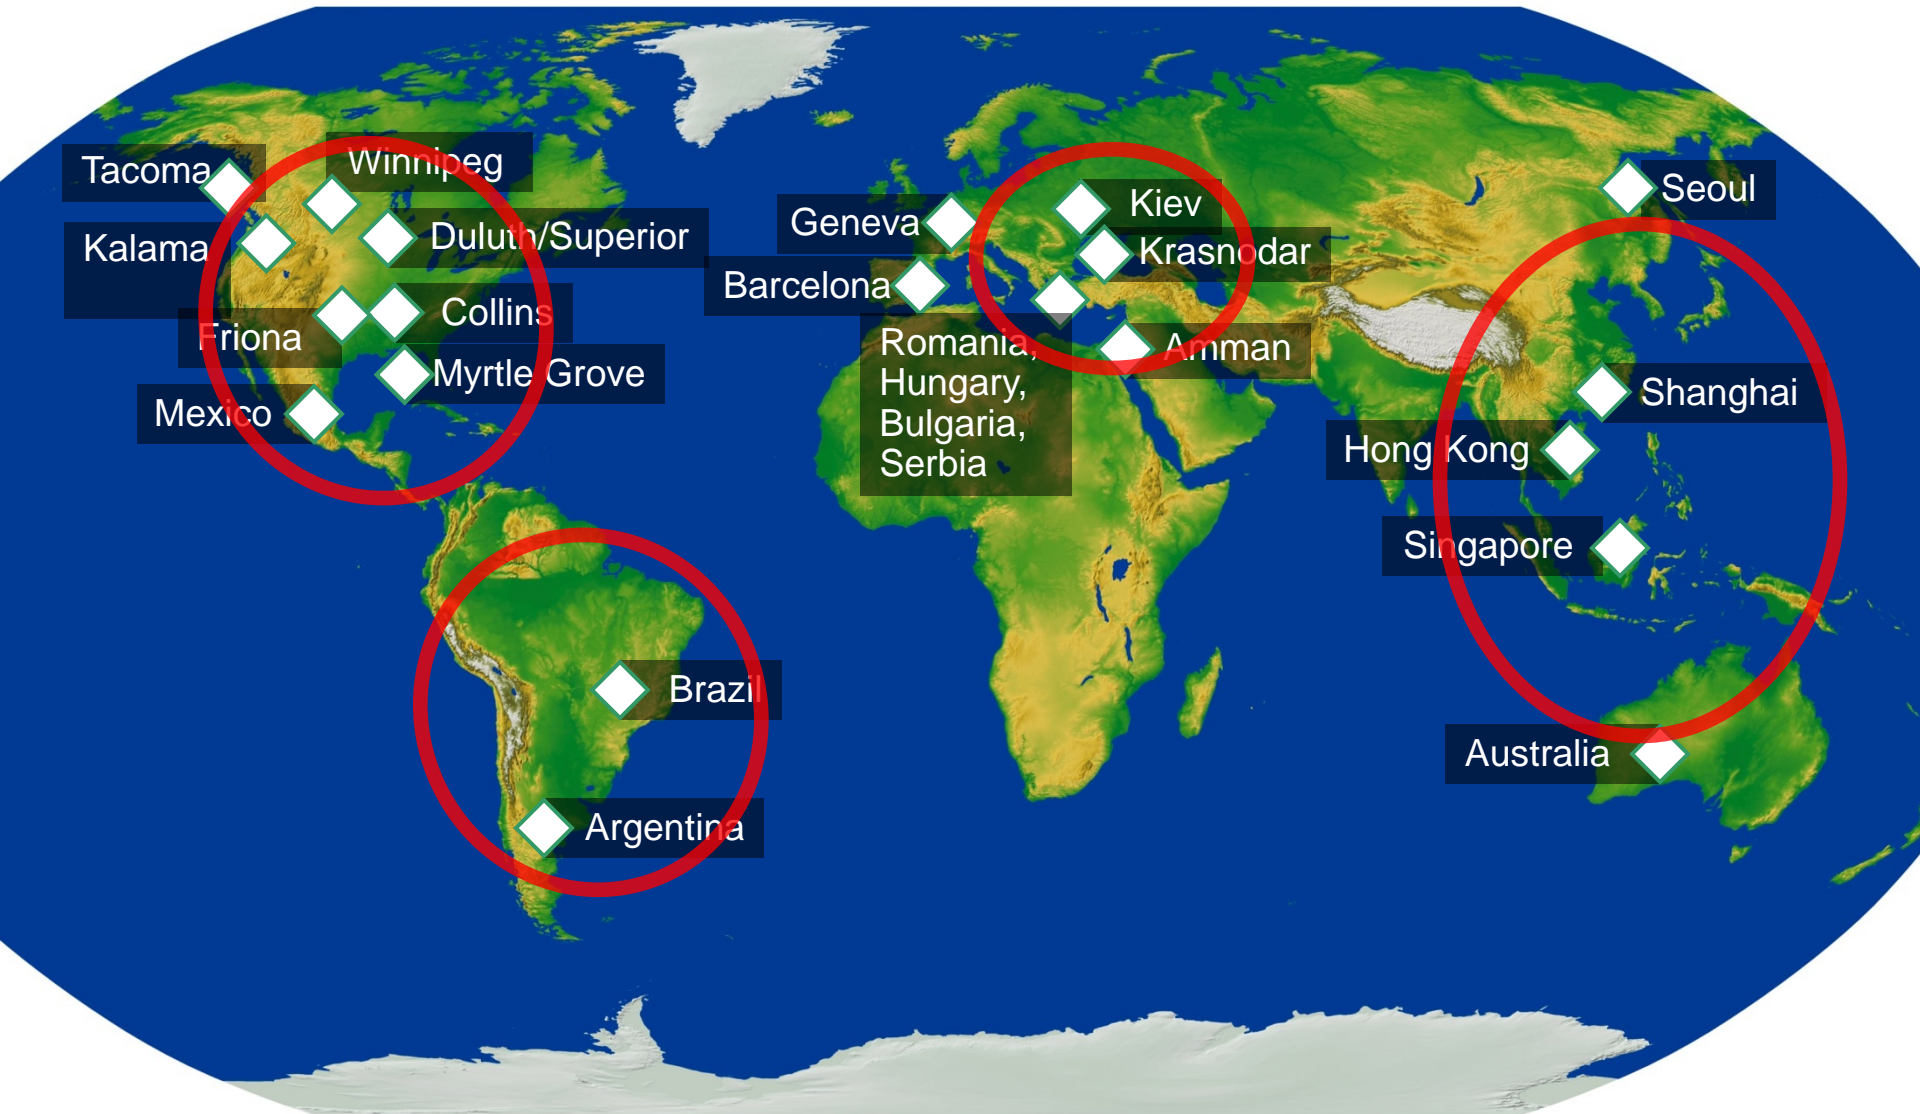 Tacoma
Winnipeg
Kalama
Duluth/Superior
Friona
Collins
Myrtle Grove
Mexico
Geneva
Barcelona
Kiev
Krasnodar
Romania,
Hungary,
Bulgaria,
Serbia
Amman
Seoul
Shanghai
Hong Kong
Singapore
Australia
Brazil
Argentina